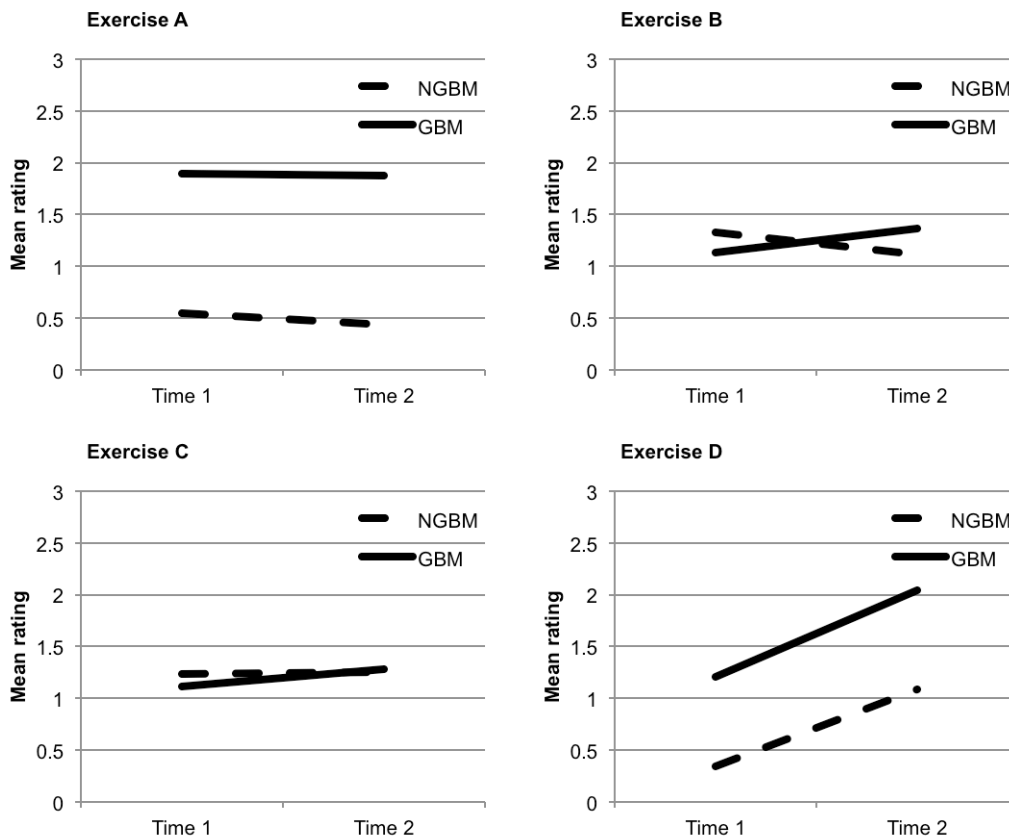 Exercise A
3
2.5
2
1.5
1
0.5
0
Mean rating
NGBM
GBM
Time 1 Time 2
Exercise B
3
2.5
2
1.5
1
0.5
0
Mean rating
NGBM
GBM
Time 1 Time 2
Exercise C
3
2.5
2
1.5
1
0.5
0
Mean rating
NGBM
GBM
Time 1 Time 2
Exercise D
3
2.5
2
1.5
1
0.5
0
Mean rating
NGBM
GBM
Time 1 Time 2